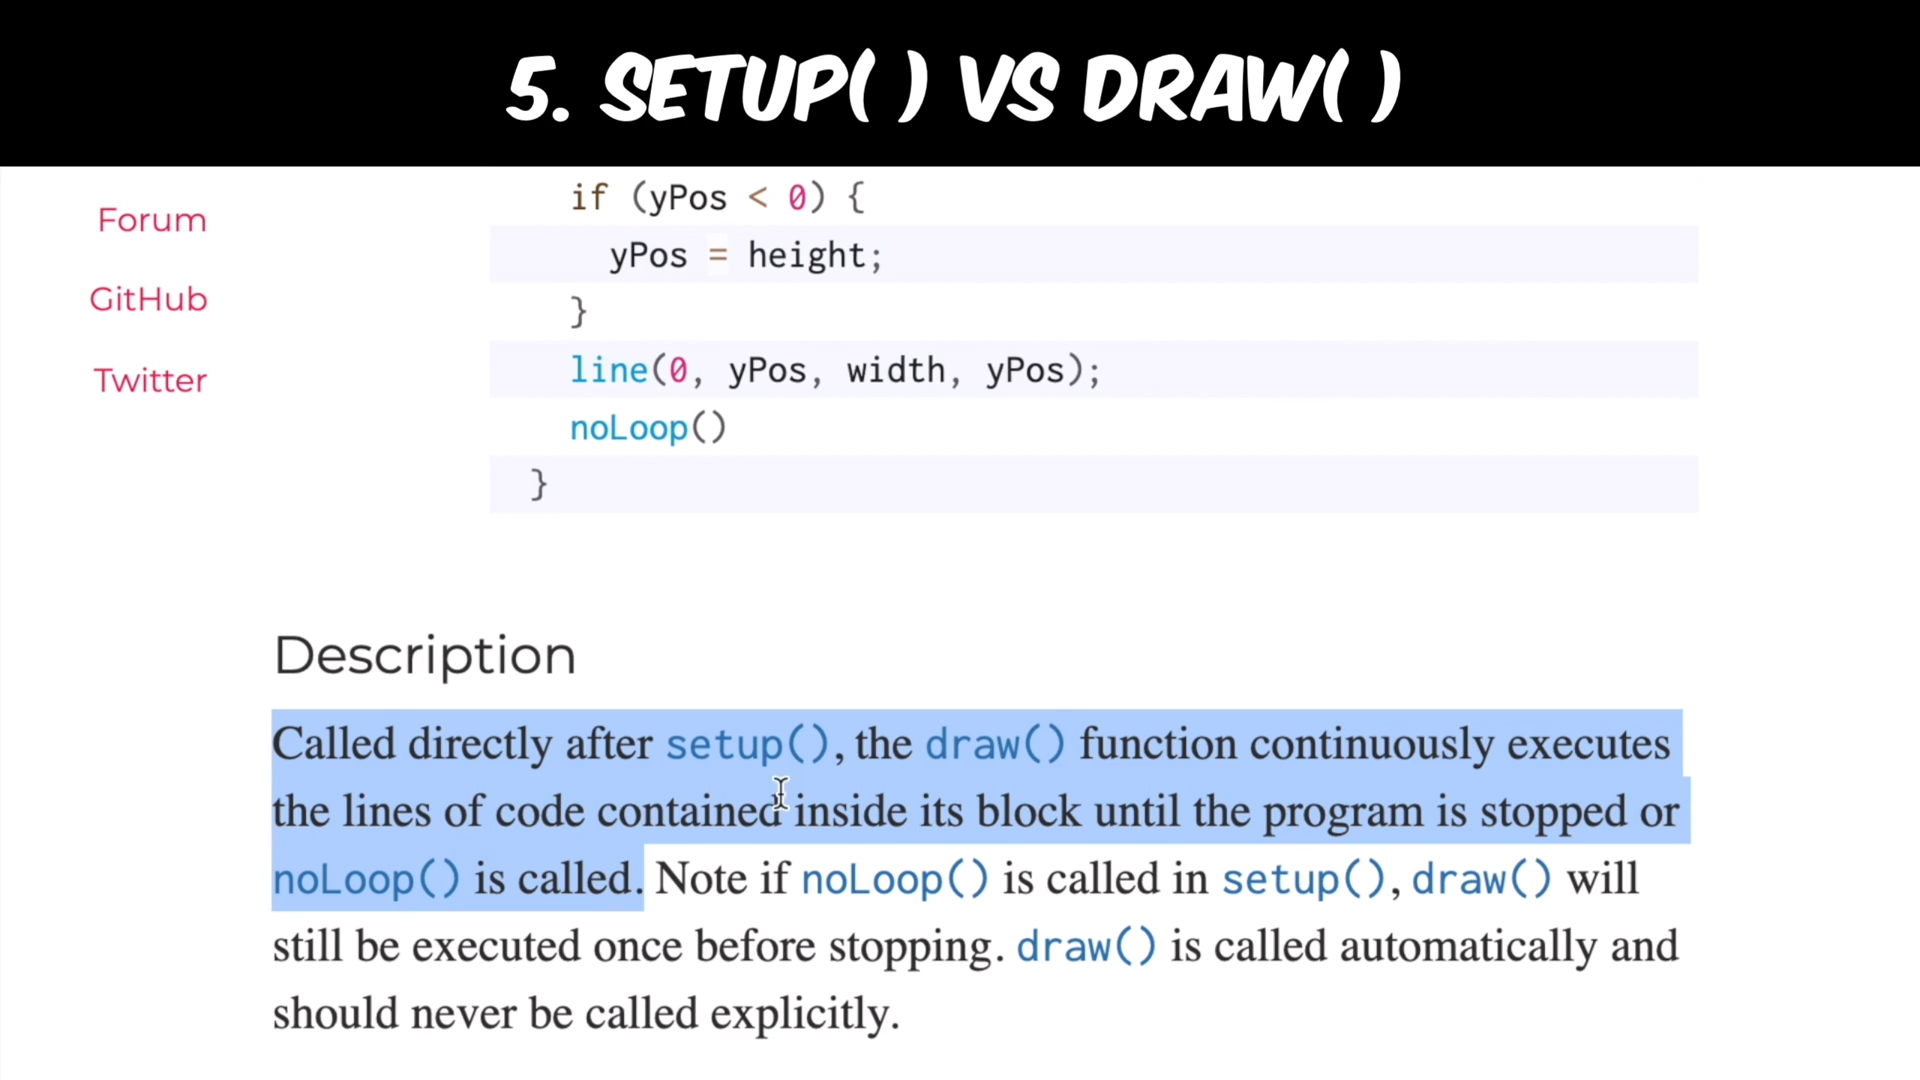 5. SETUP( ) VS DRAW( )
Forum
GitHub
Twitter
if (yPos < 0) {
yPos = height;
}
line(0, yPos, width, yPos);
noLoop()
}
Description
Called directly after setup(), the draw() function continuously executes
the lines of code contained inside its block until the program is stopped or
noLoop() is called. Note if noLoop() is called in setup(), draw() will
still be executed once before stopping. draw() is called automatically and
should never be called explicitly.